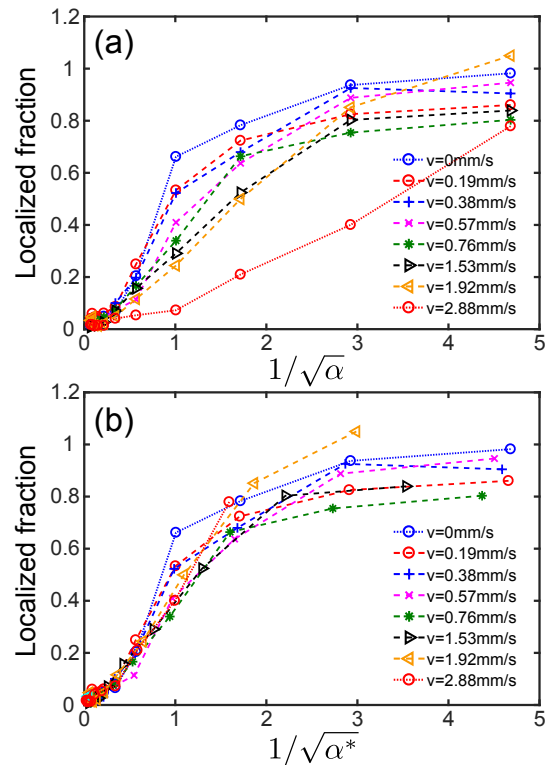 (a)
Localized fraction
1.2
1
0.8
0.6
0.4
0.2
0
v=0mm/s
v=0.19mm/s
v=0.38mm/s
v=0.57mm/s
v=0.76mm/s
v=1.53mm/s
v=1.92mm/s
v=2.88mm/s
0 1 2 3 4 5
1/√α
(b)
Localized fraction
1.2
1
0.8
0.6
0.4
0.2
0
v=0mm/s
v=0.19mm/s
v=0.38mm/s
v=0.57mm/s
v=0.76mm/s
v=1.53mm/s
v=1.92mm/s
v=2.88mm/s
0 1 2 3 4 5
1/√α*